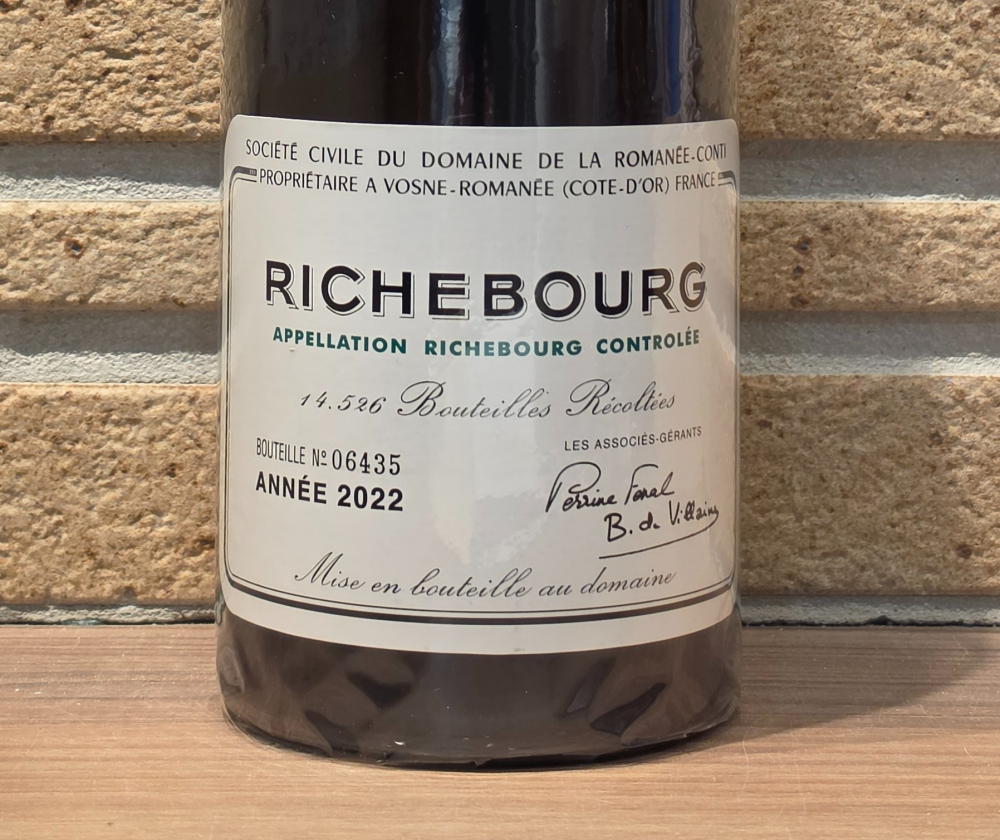 SOCIÉTÉ CIVILE DU DOMAINE DE LA ROMANÉE-CONTI
PROPRIÉTAIRE A VOSNE-ROMANÉE (COTE-D'OR) FRANCE
RICHEBOURG
APPELLATION RICHEBOURG CONTROLÉE
14.526 Bouteilles Récoltées
BOUTEILLE Nº 06435
ANNÉE 2022
LES ASSOCIÉS-GÉRANTS
Perrine Fenal
B. de Villaine
Mise en bouteille au domaine